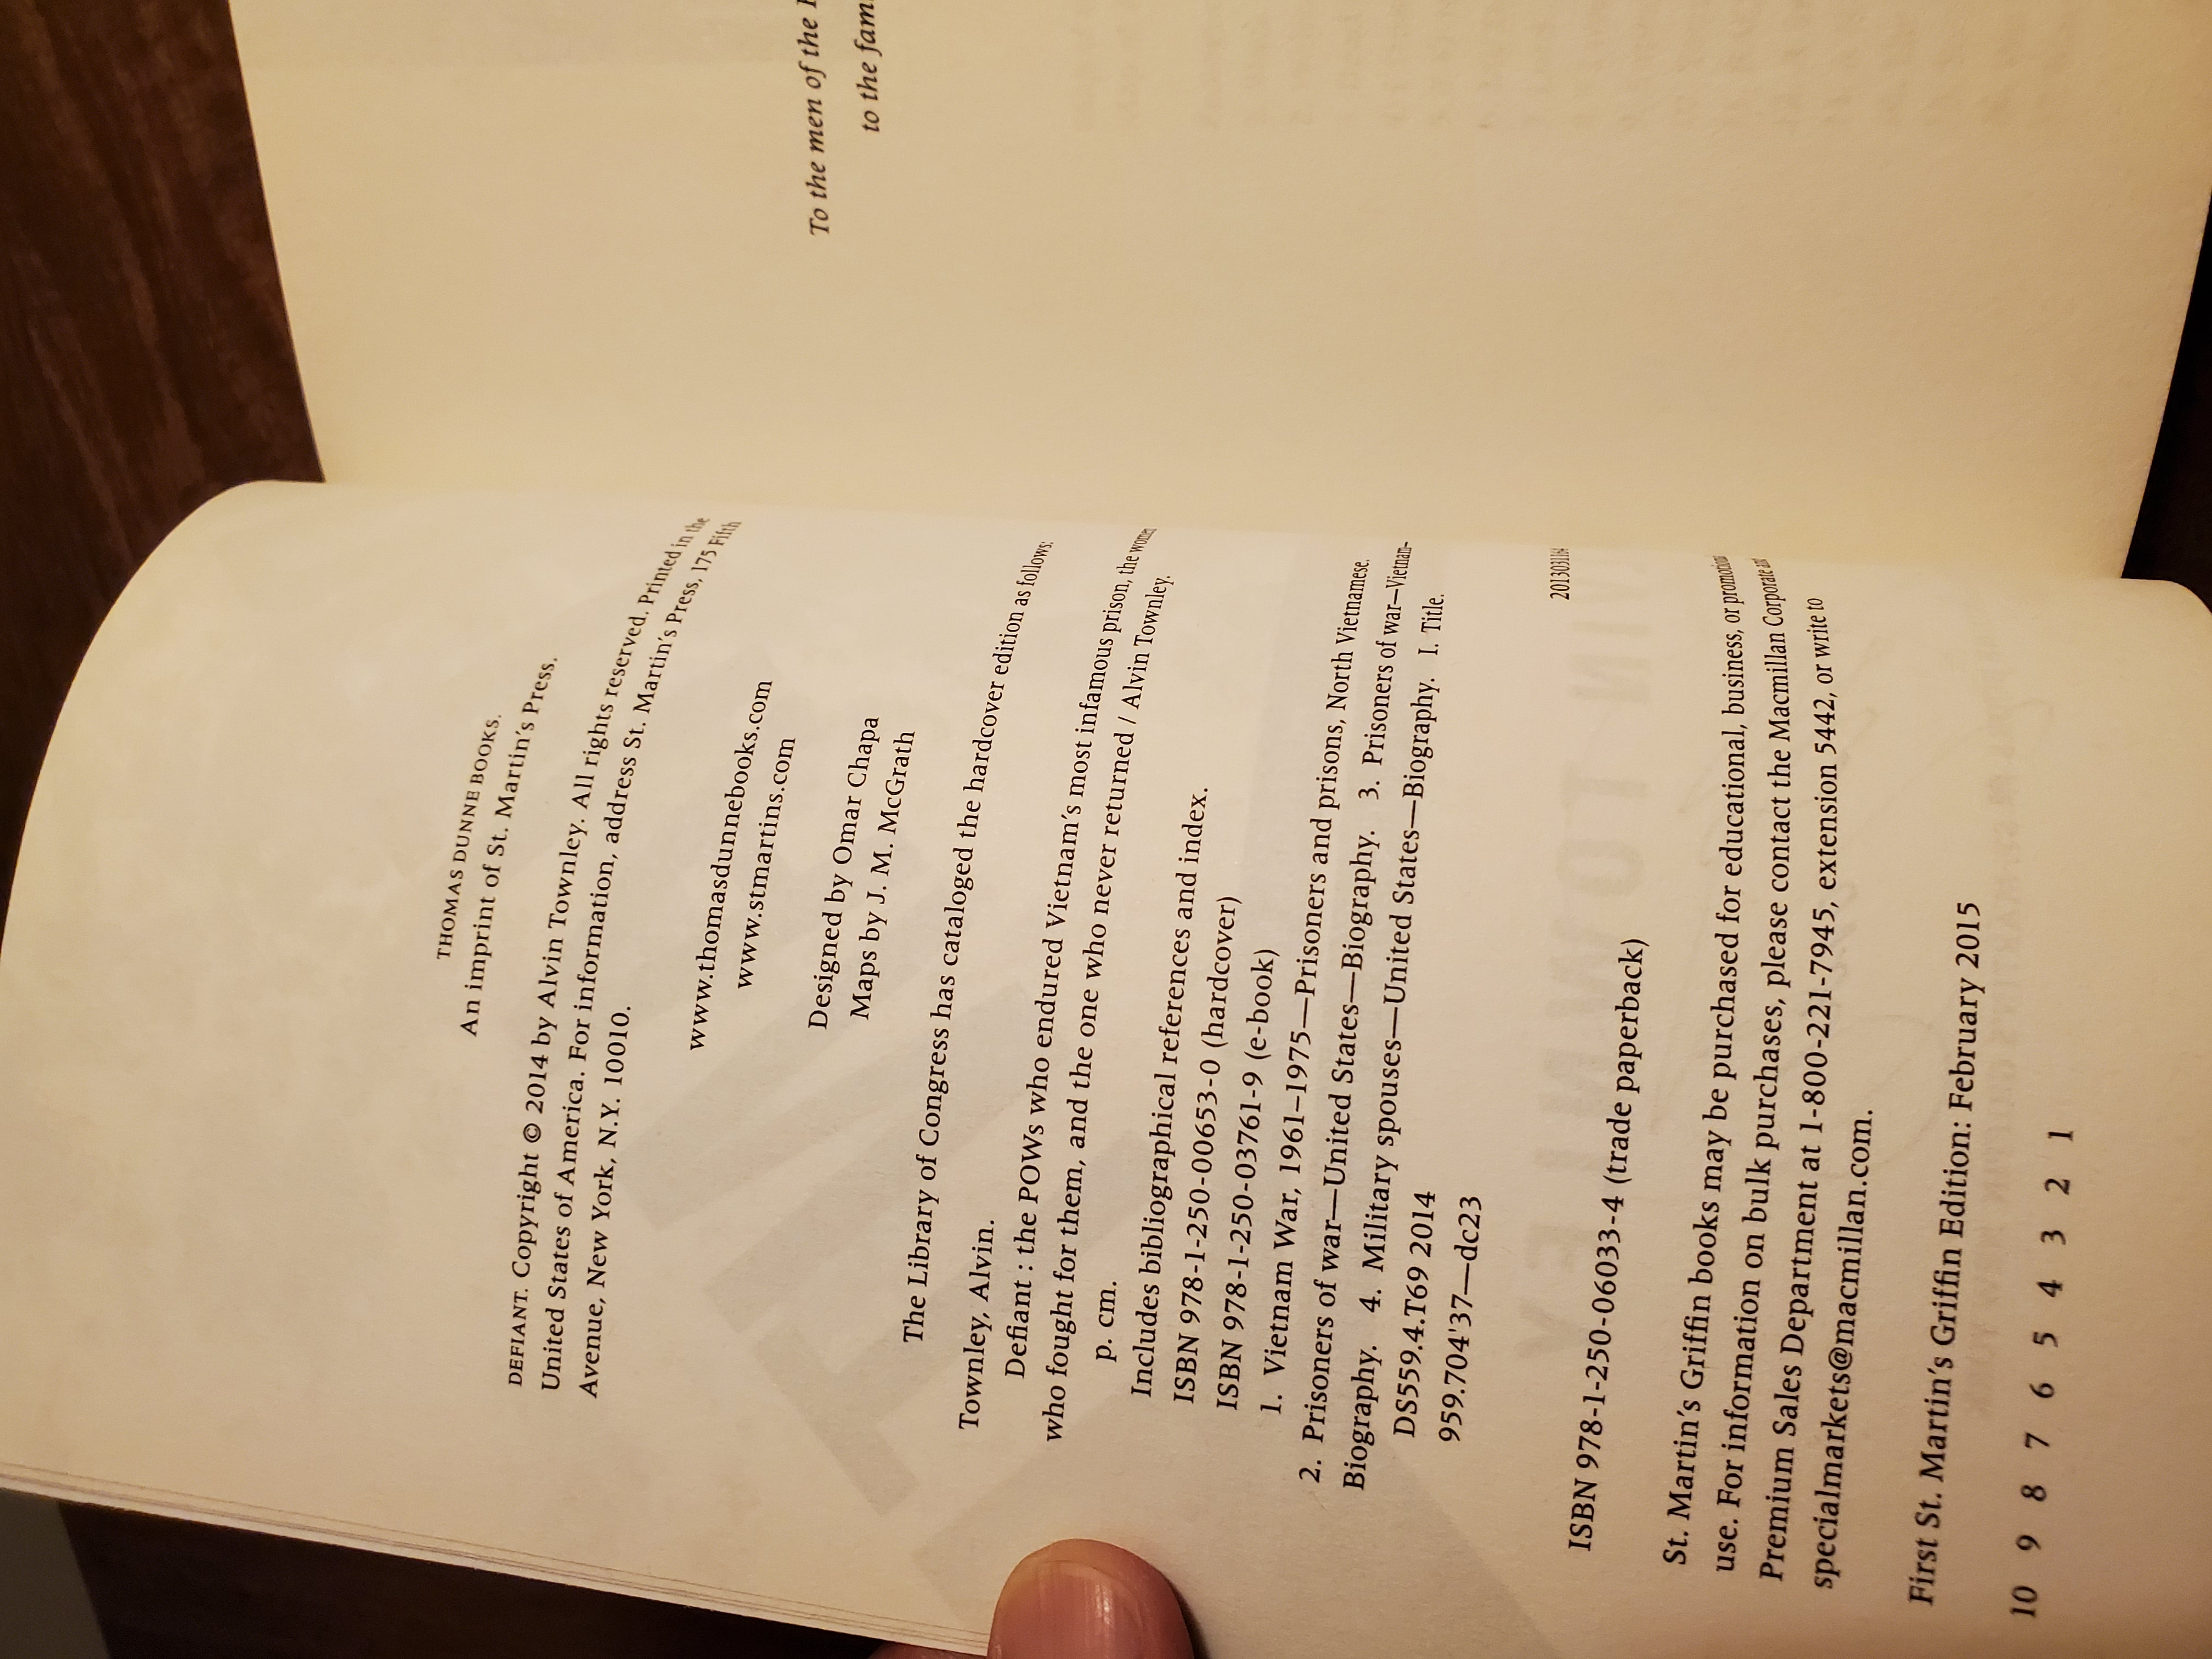 THOMAS DUNNE BOOKS.
An imprint of St. Martin's Press.
DEFIANT. Copyright © 2014 by Alvin Townley. All rights reserved. Printed in the
United States of America. For information, address St. Martin's Press, 175 Fifth
Avenue, New York, N.Y. 10010.
www.thomasdunnebooks.com
www.stmartins.com
Designed by Omar Chapa
Maps by J. M. McGrath
The Library of Congress has cataloged the hardcover edition as follows:
Townley, Alvin.
Defiant : the POWs who endured Vietnam's most infamous prison, the women
who fought for them, and the one who never returned / Alvin Townley.
p. cm.
Includes bibliographical references and index.
ISBN 978-1-250-00653-0 (hardcover)
ISBN 978-1-250-03761-9 (e-book)
1. Vietnam War, 1961–1975—Prisoners and prisons, North Vietnamese.
2. Prisoners of war—United States—Biography. 3. Prisoners of war—Vietnam—
Biography. 4. Military spouses—United States—Biography. I. Title.
DS559.4.T69 2014
959.704'37—dc23
ISBN 978-1-250-06033-4 (trade paperback)
St. Martin's Griffin books may be purchased for educational, business, or promotional
use. For information on bulk purchases, please contact the Macmillan Corporate and
Premium Sales Department at 1-800-221-7945, extension 5442, or write to
specialmarkets@macmillan.com.
First St. Martin's Griffin Edition: February 2015
10 9 8 7 6 5 4 3 2 1
To the men of the
to the fam